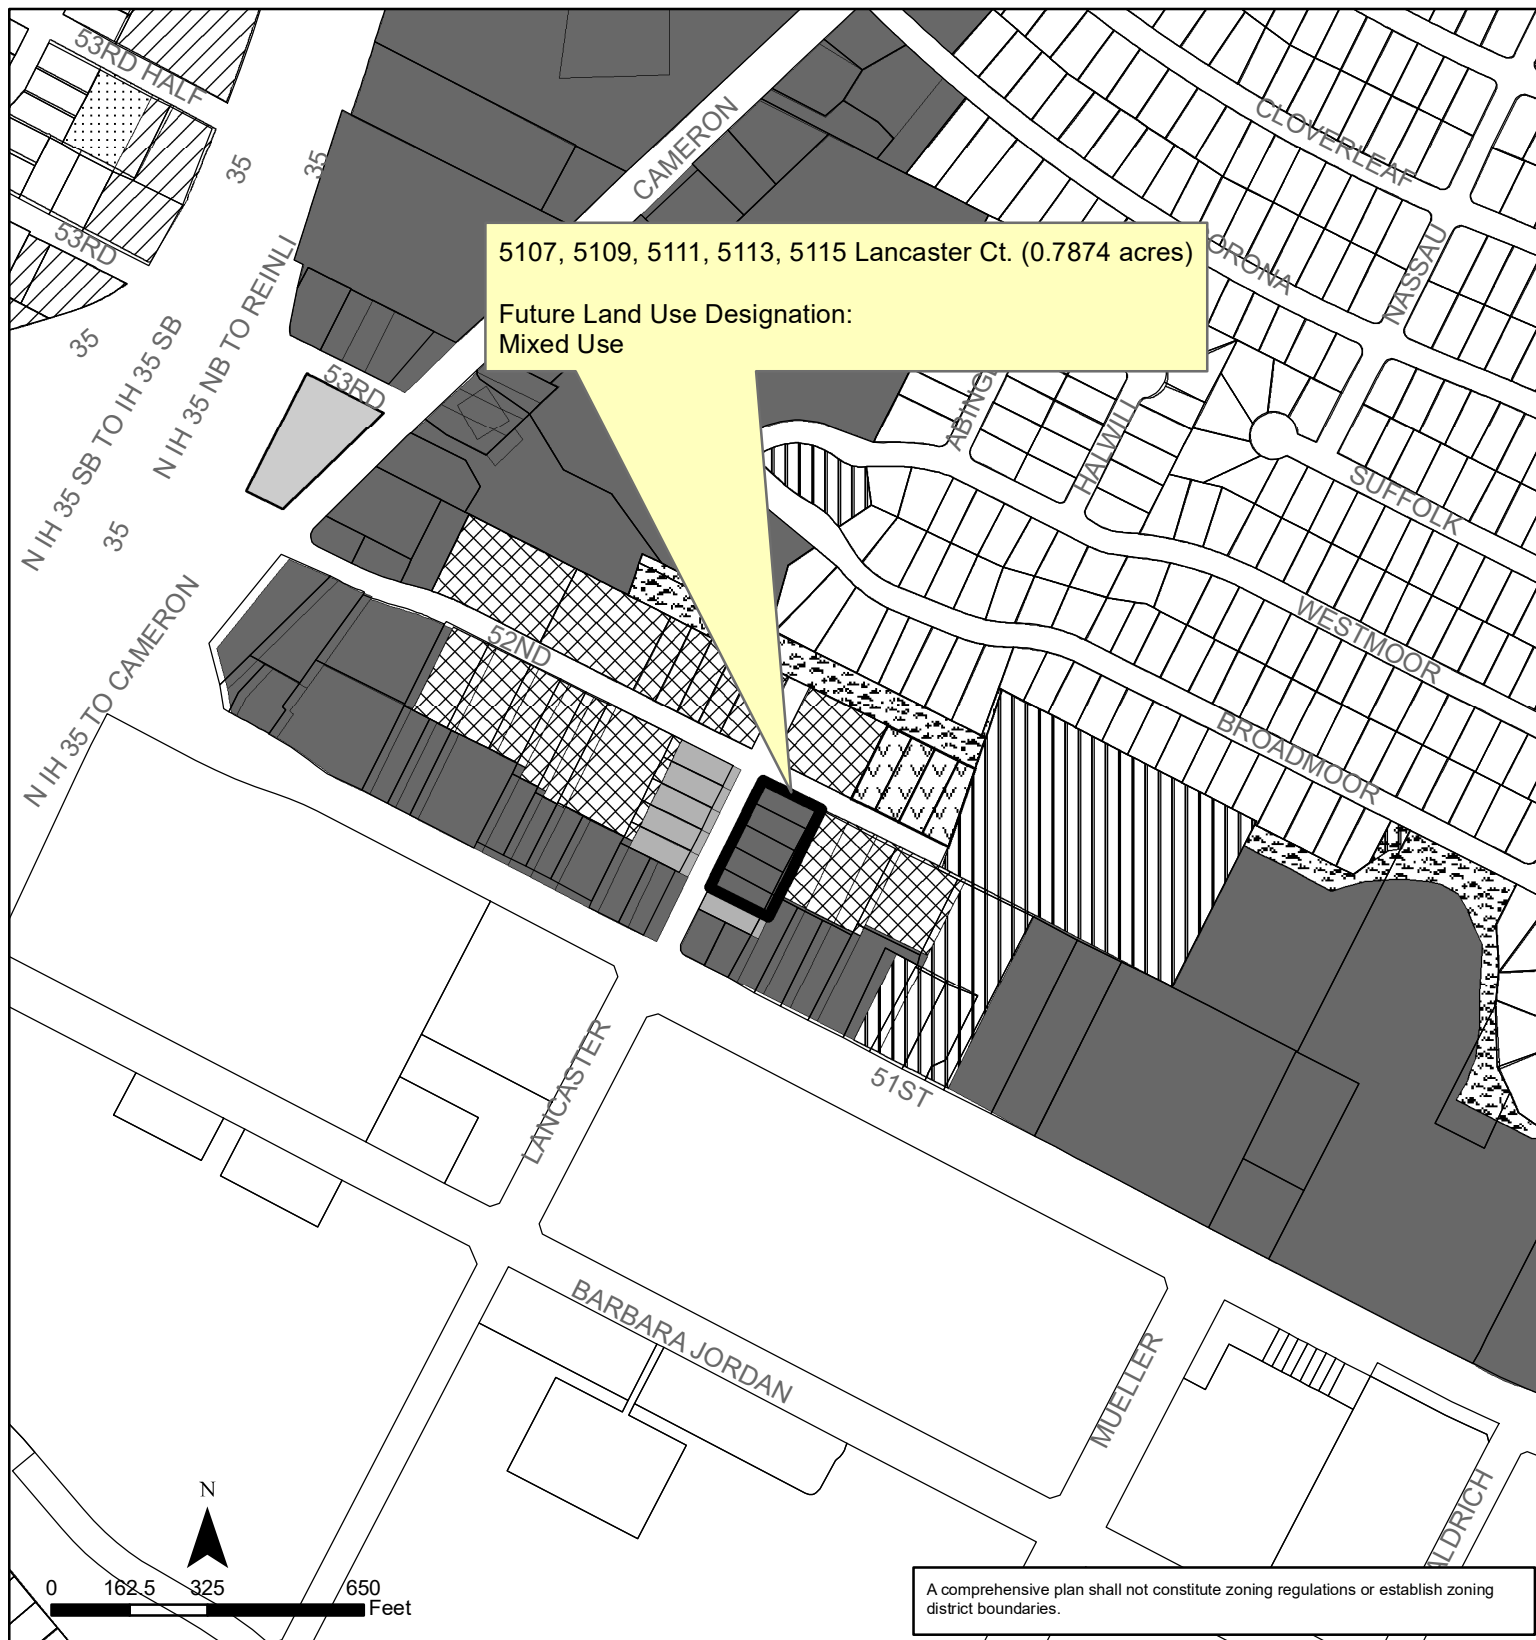 53RD HALF
CLOVERLEAF
CAMERON
35
35
53RD
5107, 5109, 5111, 5113, 5115 Lancaster Ct. (0.7874 acres)
Future Land Use Designation:
Mixed Use
NASSAU
35
N IH 35 NB TO REINLI
53RD
N IH 35 SB TO IH 35 SB
HALWILL
SUFFOLK
35
WESTMOOR
52ND
N IH 35 TO CAMERON
BROADMOOR
LANCASTER
51ST
BARBARA JORDAN
MUELLER
N
0 162.5 325 650
Feet
A comprehensive plan shall not constitute zoning regulations or establish zoning
district boundaries.